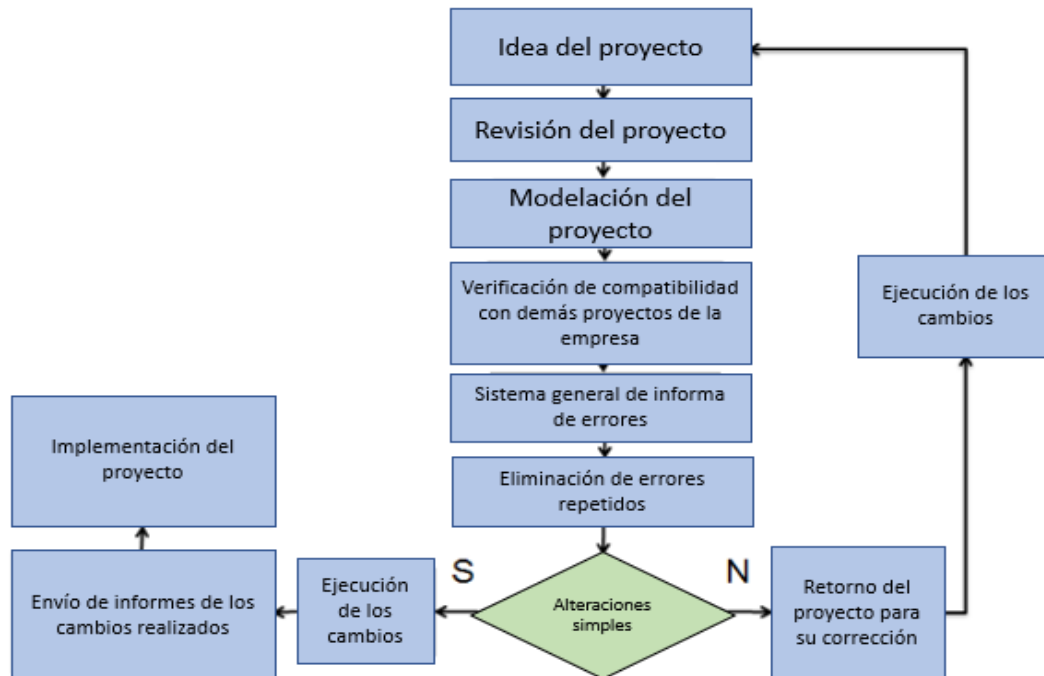 Idea del proyecto
Revisión del proyecto
Modelación del
proyecto
Verificación de compatibilidad
con demás proyectos de la
empresa
Ejecución de los
cambios
Sistema general de informa
de errores
Implementación del
proyecto
Eliminación de errores
repetidos
S
N
Envío de informes de los
cambios realizados
Ejecución
de los
cambios
Alteraciones
simples
Retorno del
proyecto para
su corrección